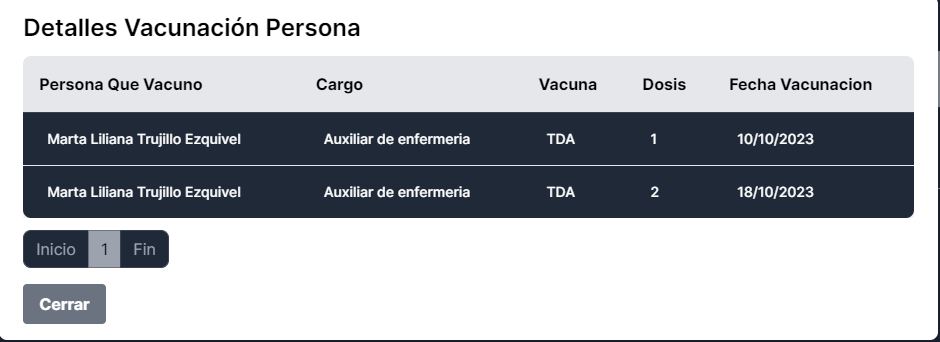 Detalles Vacunación Persona
Persona Que Vacuno Cargo Vacuna Dosis Fecha Vacunacion
Marta Liliana Trujillo Ezquivel Auxiliar de enfermeria TDA 1 10/10/2023
Marta Liliana Trujillo Ezquivel Auxiliar de enfermeria TDA 2 18/10/2023
Inicio 1 Fin
Cerrar